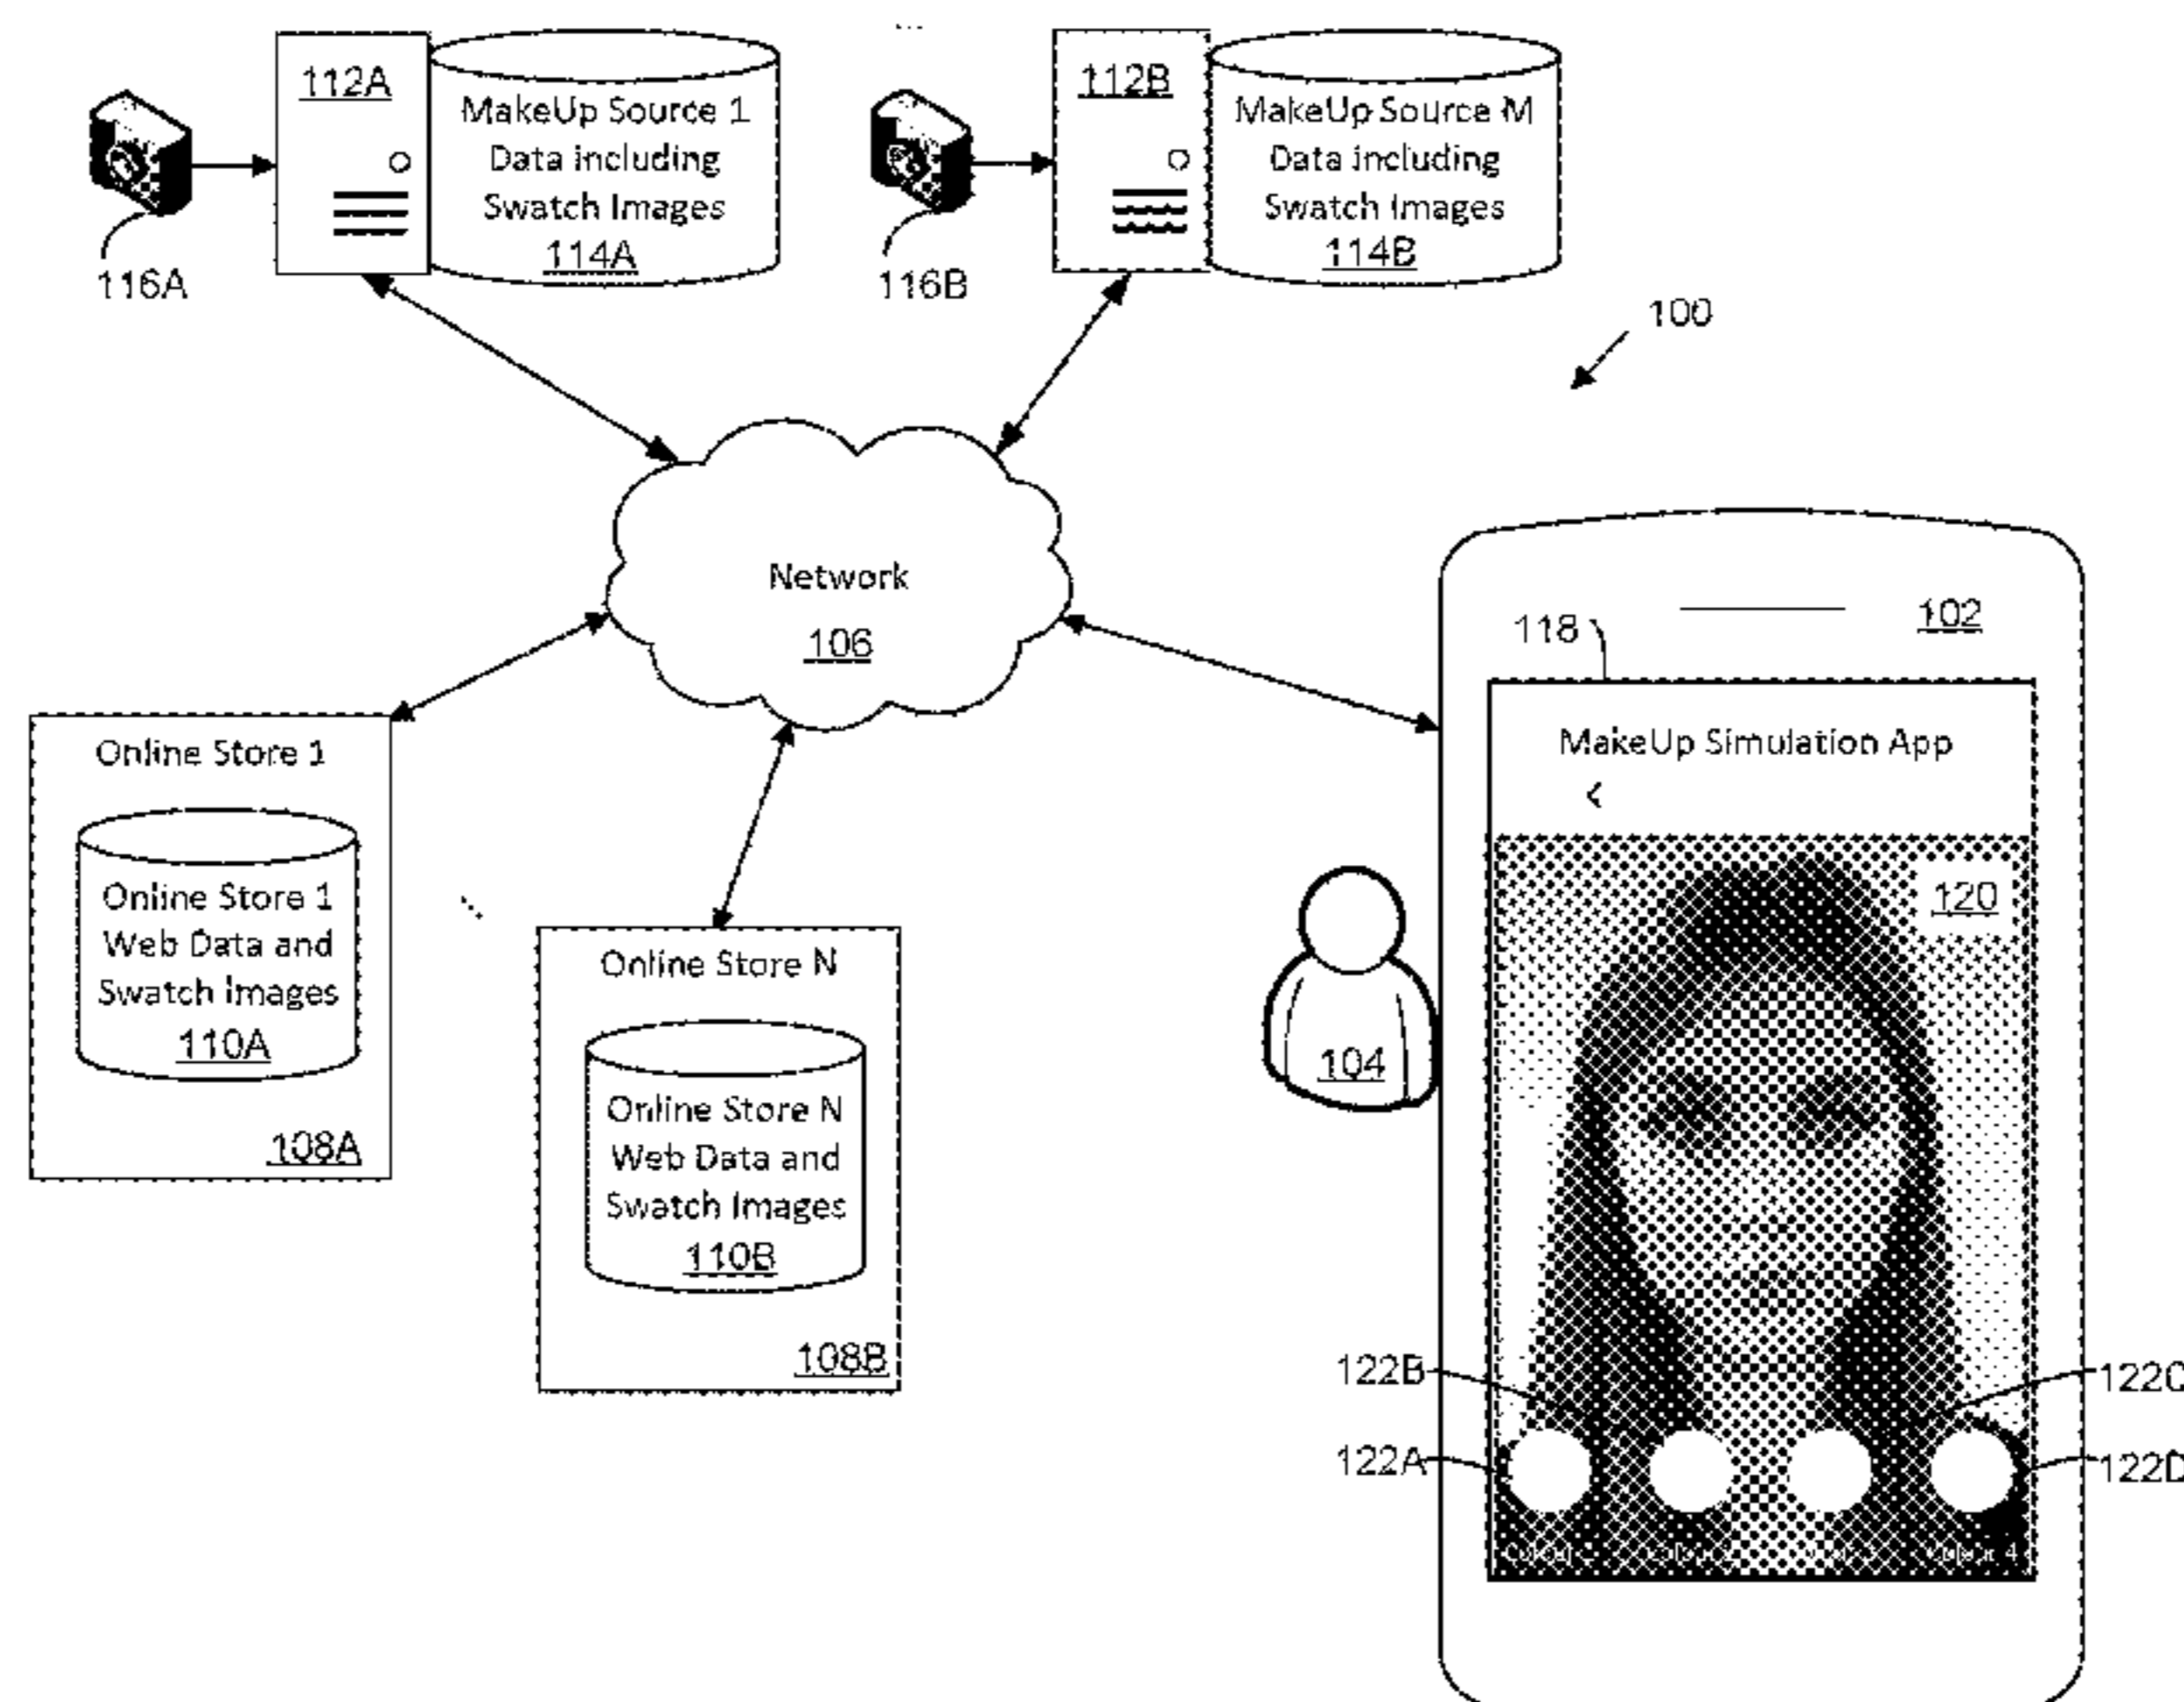 112A
MakeUp Source 1
Data including
Swatch Images
114A
116A
112B
MakeUp Source M
Data including
Swatch Images
114B
116B
100
Network
106
102
118
MakeUp Simulation App
<
120
104
Online Store 1
Online Store 1
Web Data and
Swatch Images
110A
108A
Online Store N
Online Store N
Web Data and
Swatch Images
110B
108B
122B
122C
122A
122D
4